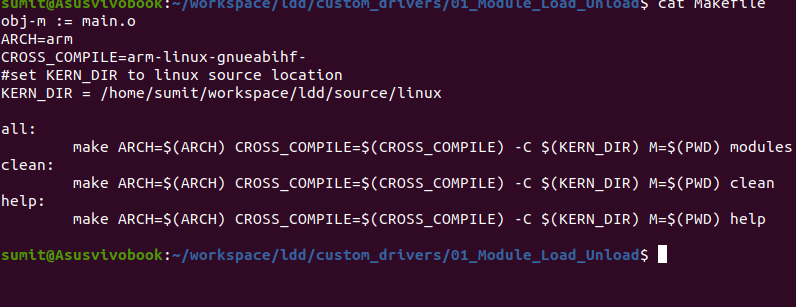 sumit@Asusvivobook:~/workspace/ldd/custom_drivers/01_Module_Load_Unload$ cat Makefile
obj-m := main.o
ARCH=arm
CROSS_COMPILE=arm-linux-gnueabihf-
#set KERN_DIR to linux source location
KERN_DIR = /home/sumit/workspace/ldd/source/linux
all:
        make ARCH=$(ARCH) CROSS_COMPILE=$(CROSS_COMPILE) -C $(KERN_DIR) M=$(PWD) modules
clean:
        make ARCH=$(ARCH) CROSS_COMPILE=$(CROSS_COMPILE) -C $(KERN_DIR) M=$(PWD) clean
help:
        make ARCH=$(ARCH) CROSS_COMPILE=$(CROSS_COMPILE) -C $(KERN_DIR) M=$(PWD) help
sumit@Asusvivobook:~/workspace/ldd/custom_drivers/01_Module_Load_Unload$